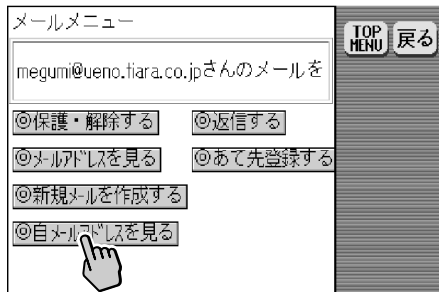 メールメニュー
TOP MENU 戻る
megumi@ueno.tiara.co.jpさんのメールを
◎保護・解除する ◎返信する
◎メールアドレスを見る ◎あて先登録する
◎新規メールを作成する
◎自メールアドレスを見る